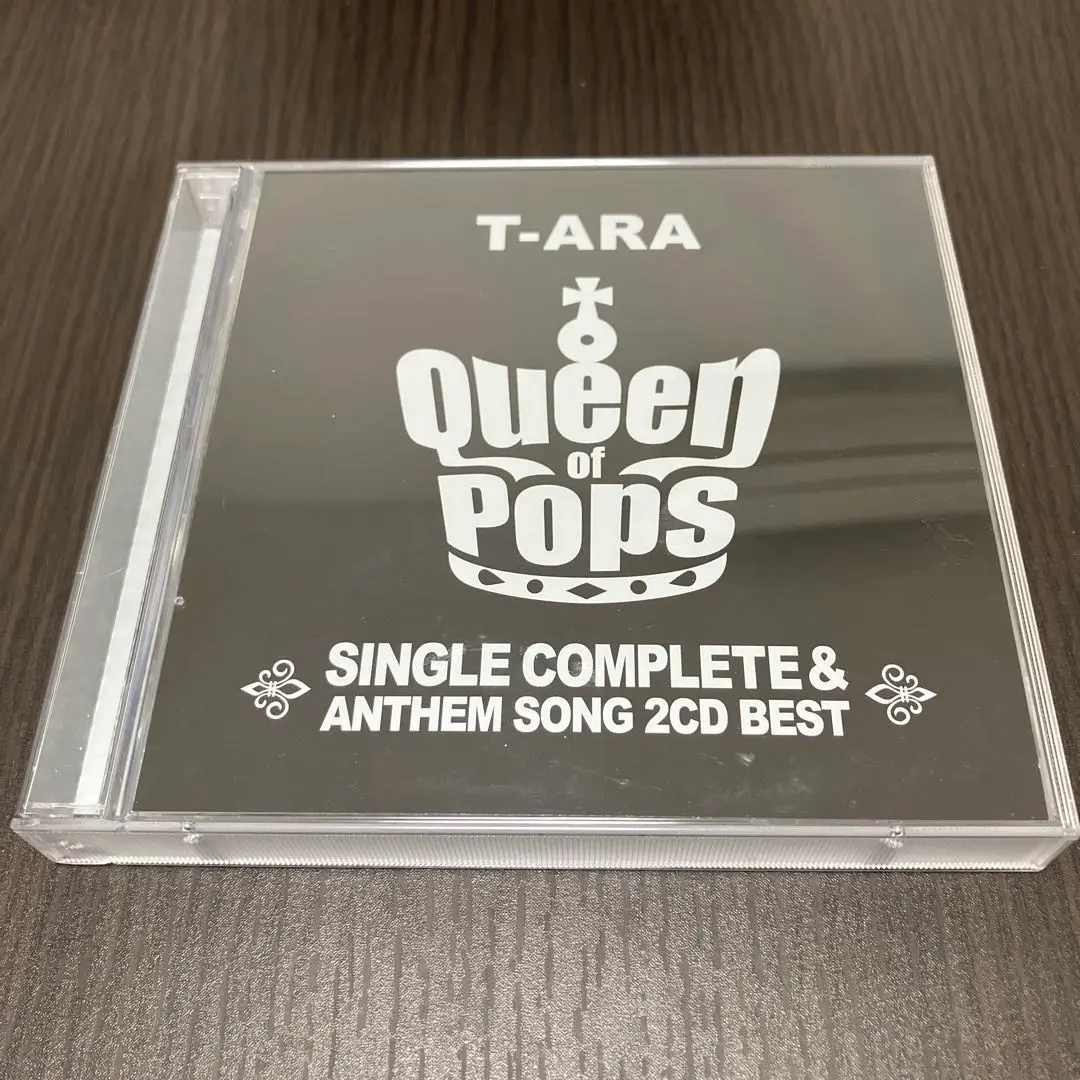 T-ARA
Queen
of
Pops
SINGLE COMPLETE &
ANTHEM SONG 2CD BEST